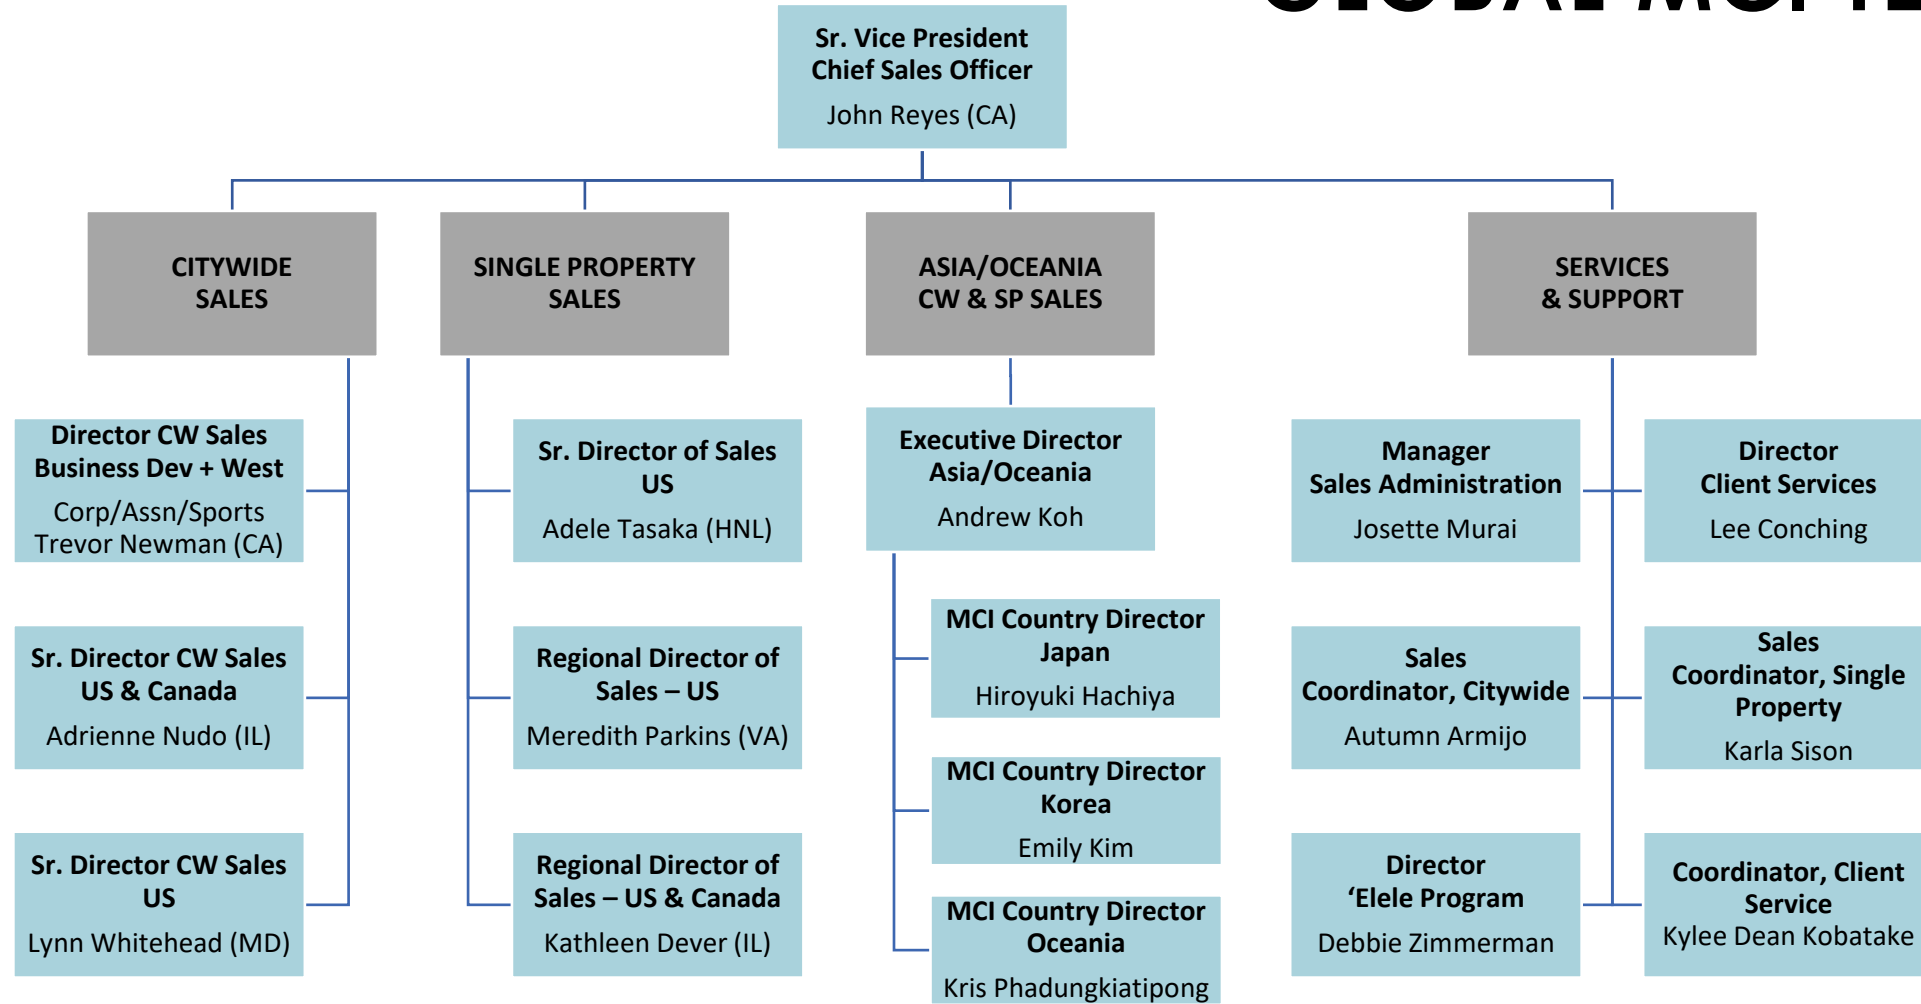 GLOBAL MCI
Sr. Vice President
Chief Sales Officer
John Reyes (CA)
CITYWIDE
SALES
SINGLE PROPERTY
SALES
ASIA/OCEANIA
CW & SP SALES
SERVICES
& SUPPORT
Director CW Sales
Business Dev + West
Corp/Assn/Sports
Trevor Newman (CA)
Sr. Director CW Sales
US & Canada
Adrienne Nudo (IL)
Sr. Director CW Sales
US
Lynn Whitehead (MD)
Sr. Director of Sales
US
Adele Tasaka (HNL)
Regional Director of
Sales – US
Meredith Parkins (VA)
Regional Director of
Sales – US & Canada
Kathleen Dever (IL)
Executive Director
Asia/Oceania
Andrew Koh
MCI Country Director
Japan
Hiroyuki Hachiya
MCI Country Director
Korea
Emily Kim
MCI Country Director
Oceania
Kris Phadungkiatipong
Manager
Sales Administration
Josette Murai
Director
Client Services
Lee Conching
Sales
Coordinator, Citywide
Autumn Armijo
Sales
Coordinator, Single
Property
Karla Sison
Director
‘Elele Program
Debbie Zimmerman
Coordinator, Client
Service
Kylee Dean Kobatake